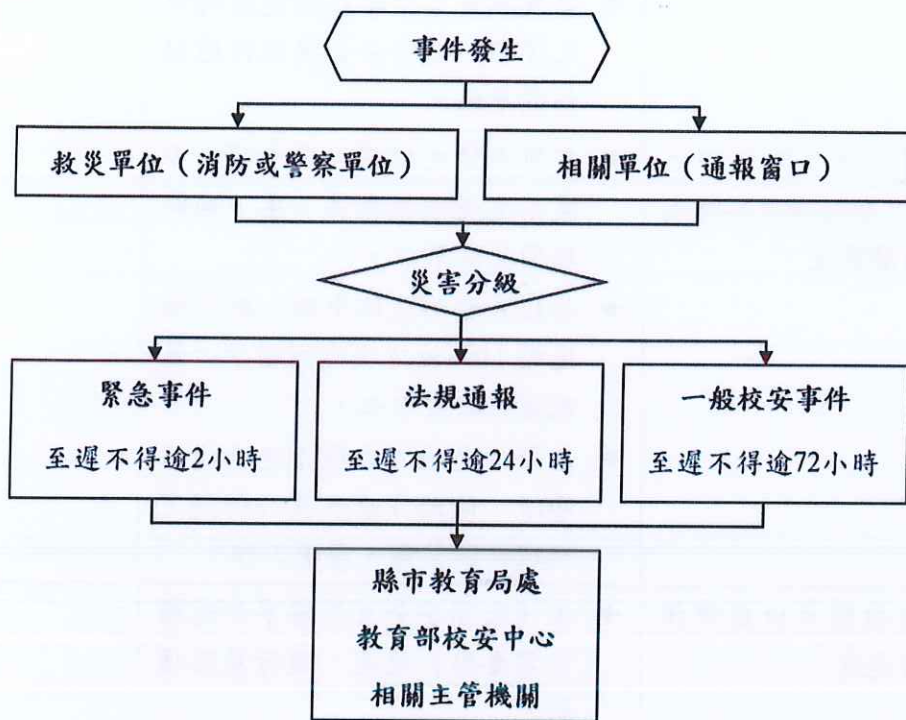 事件發生
救災單位（消防或警察單位）
相關單位（通報窗口）
災害分級
緊急事件
至遲不得逾2小時
法規通報
至遲不得逾24小時
一般校安事件
至遲不得逾72小時
縣市教育局處
教育部校安中心
相關主管機關